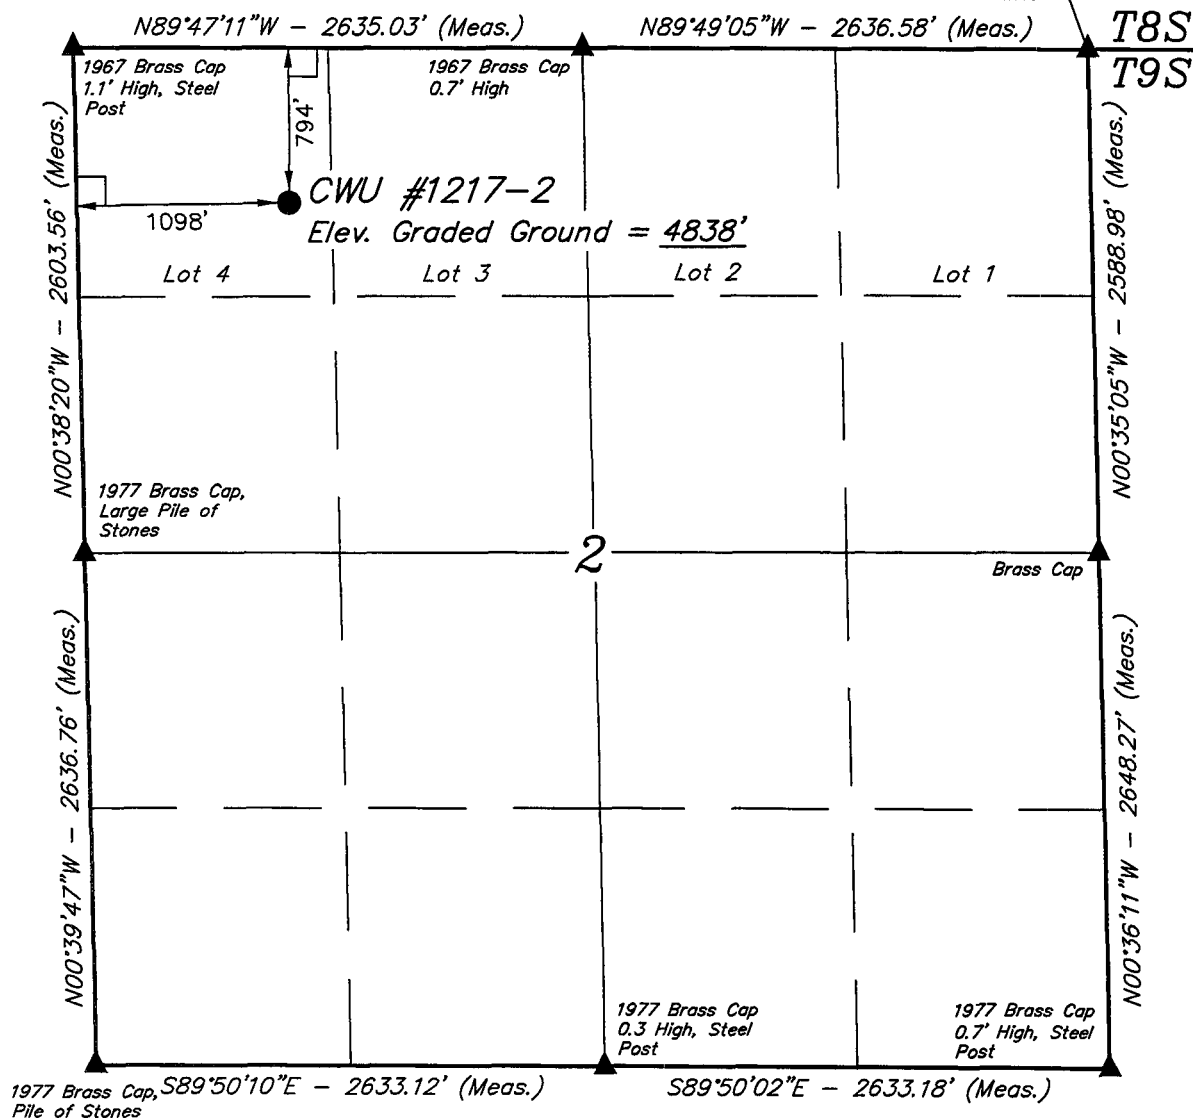 N89°47'11"W - 2635.03' (Meas.)
N89°49'05"W - 2636.58' (Meas.)
T8S
T9S
1967 Brass Cap
1.1' High, Steel
Post
1967 Brass Cap
0.7' High
794'
1098'
CWU #1217-2
Elev. Graded Ground = 4838'
Lot 4
Lot 3
Lot 2
Lot 1
N00°38'20"W - 2603.56' (Meas.)
N00°35'05"W - 2588.98' (Meas.)
1977 Brass Cap,
Large Pile of
Stones
2
Brass Cap
N00°39'47"W - 2636.76' (Meas.)
N00°36'11"W - 2648.27' (Meas.)
1977 Brass Cap
0.3 High, Steel
Post
1977 Brass Cap
0.7' High, Steel
Post
1977 Brass Cap,
Pile of Stones
S89°50'10"E - 2633.12' (Meas.)
S89°50'02"E - 2633.18' (Meas.)